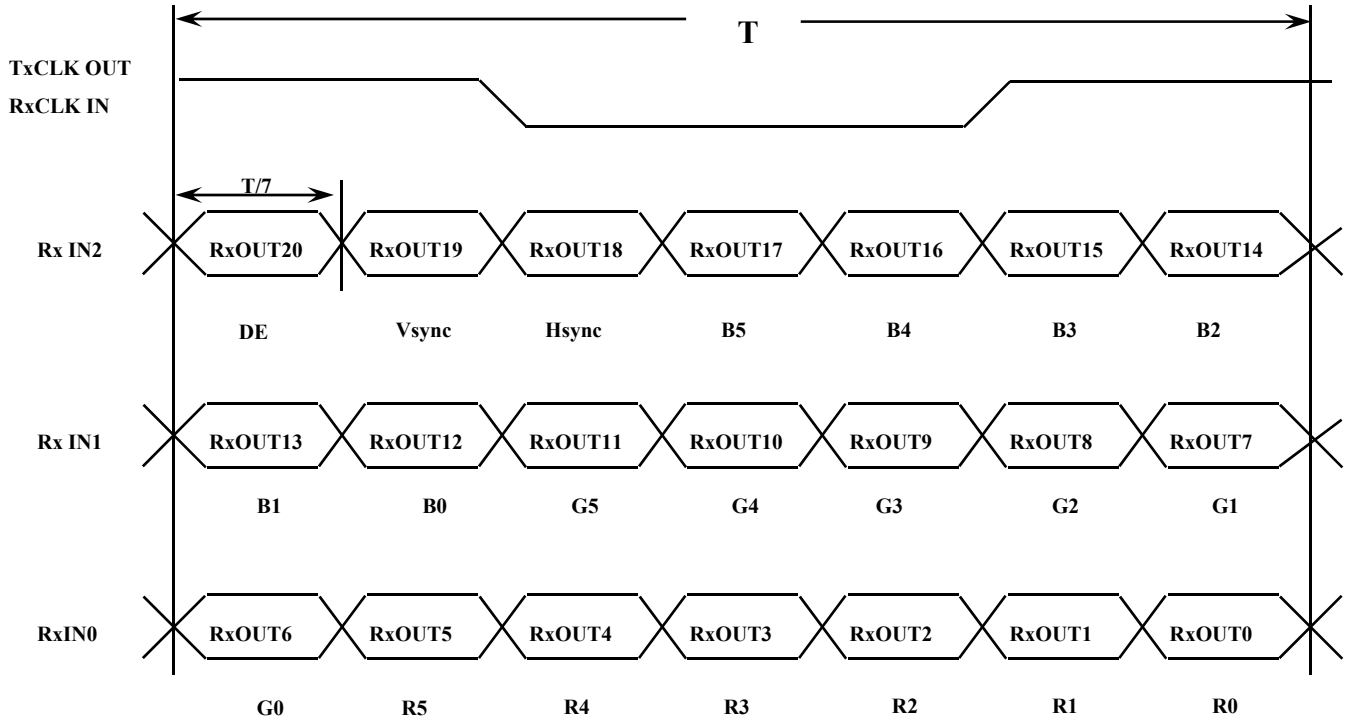 T
TxCLK OUT
RxCLK IN
T/7
Rx IN2 RxOUT20 RxOUT19 RxOUT18 RxOUT17 RxOUT16 RxOUT15 RxOUT14
DE Vsync Hsync B5 B4 B3 B2
Rx IN1 RxOUT13 RxOUT12 RxOUT11 RxOUT10 RxOUT9 RxOUT8 RxOUT7
B1 B0 G5 G4 G3 G2 G1
RxIN0 RxOUT6 RxOUT5 RxOUT4 RxOUT3 RxOUT2 RxOUT1 RxOUT0
G0 R5 R4 R3 R2 R1 R0